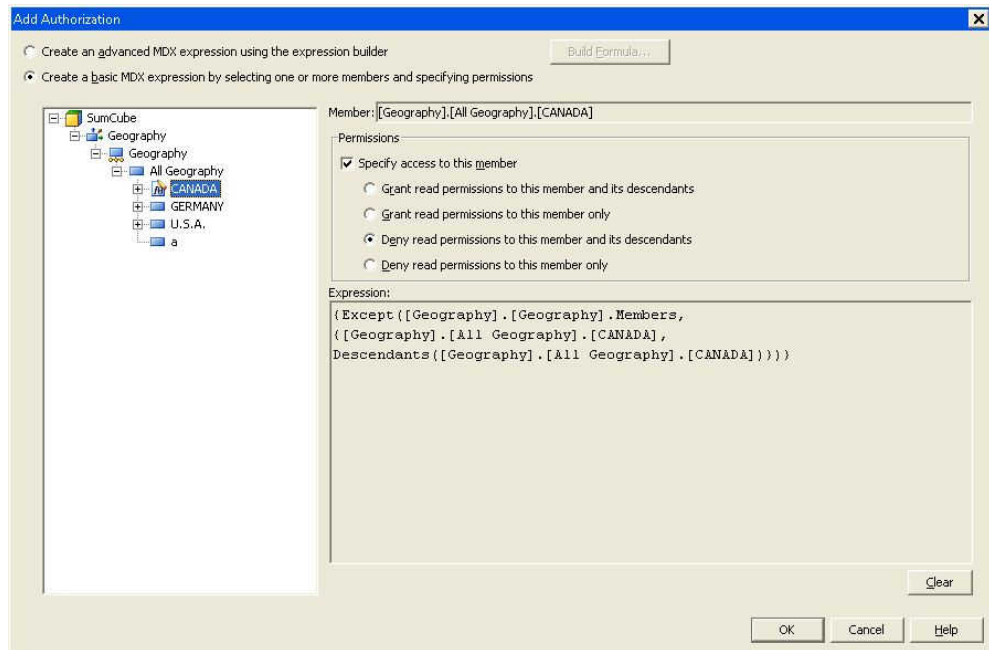 Add Authorization
Create an advanced MDX expression using the expression builder
Build Formula...
Create a basic MDX expression by selecting one or more members and specifying permissions
SumCube
Geography
Geography
All Geography
CANADA
GERMANY
U.S.A.
a
Member: [Geography].[All Geography].[CANADA]
Permissions
Specify access to this member
Grant read permissions to this member and its descendants
Grant read permissions to this member only
Deny read permissions to this member and its descendants
Deny read permissions to this member only
Expression:
{Except([Geography].[Geography].Members,
{[Geography].[All Geography].[CANADA],
Descendants([Geography].[All Geography].[CANADA])})}
Clear
OK
Cancel
Help